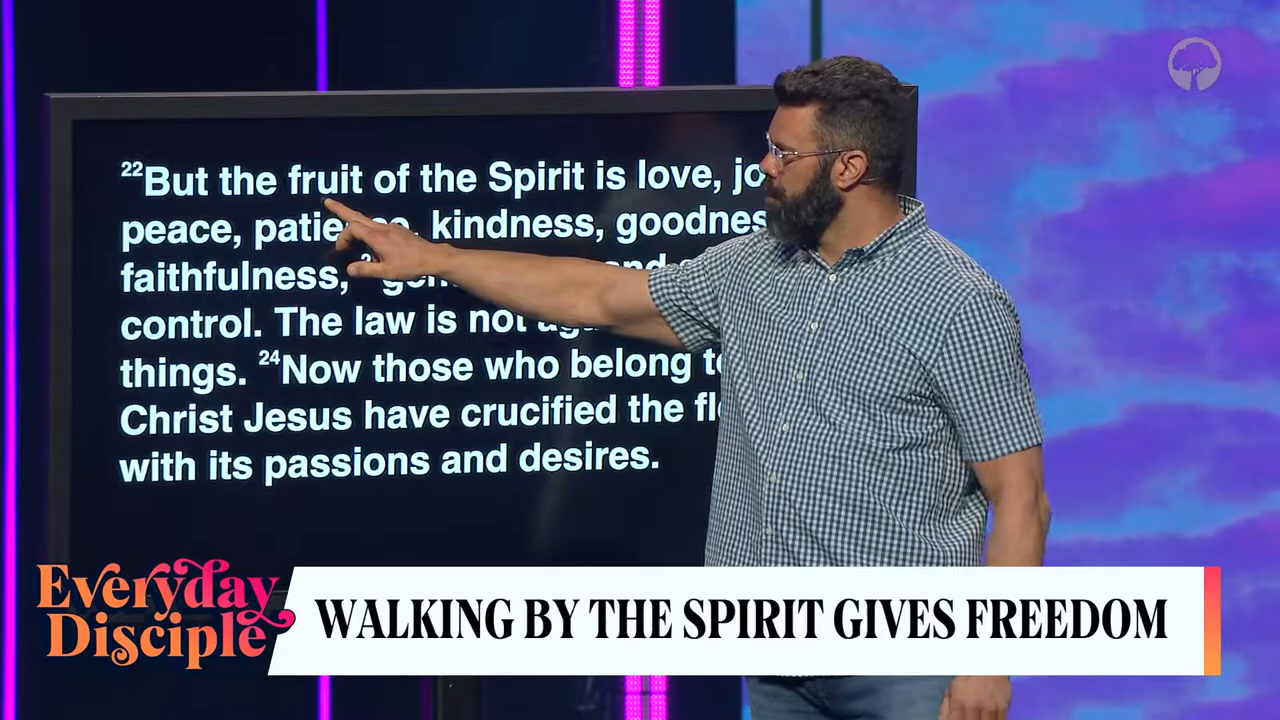 22But the fruit of the Spirit is love,
peace, kindness,
faithfulness,
control. The law is not
things. 24Now those who belong
Christ Jesus have crucified the
with its passions and desires.
Everyday
Disciple
WALKING BY THE SPIRIT GIVES FREEDOM